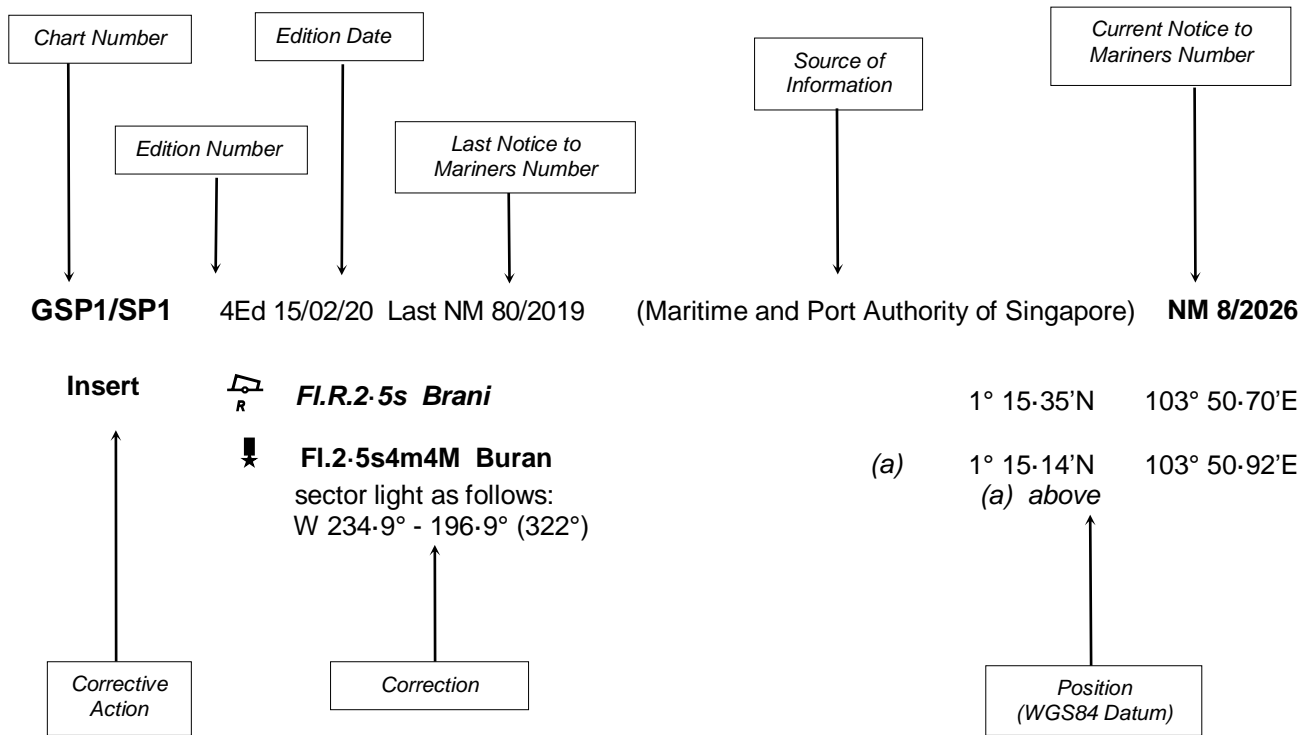 Chart Number
Edition Date
Source of
Information
Current Notice to
Mariners Number
Edition Number
Last Notice to
Mariners Number
GSP1/SP1 4Ed 15/02/20 Last NM 80/2019 (Maritime and Port Authority of Singapore) NM 8/2026
Insert Fl.R.2·5s Brani 1° 15·35’N 103° 50·70’E
R
Fl.2·5s4m4M Buran (a) 1° 15·14’N 103° 50·92’E
sector light as follows: (a) above
W 234·9° - 196·9° (322°)
Corrective
Action
Correction
Position
(WGS84 Datum)